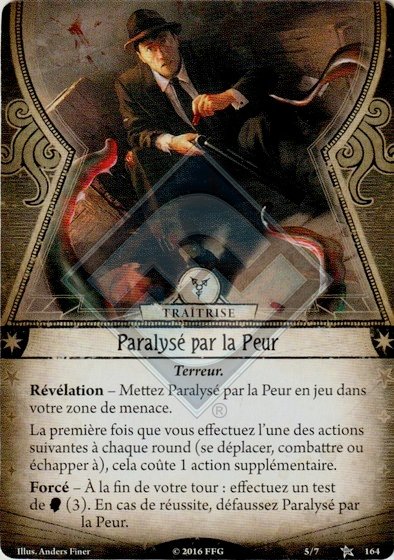 TRAÎTRISE
Paralysé par la Peur
Terreur.
Révélation – Mettez Paralysé par la Peur en jeu dans
votre zone de menace.
La première fois que vous effectuez l'une des actions
suivantes à chaque round (se déplacer, combattre ou
échapper à), cela coûte 1 action supplémentaire.
Forcé – À la fin de votre tour : effectuez un test
de (3). En cas de réussite, défaussez Paralysé par
la Peur.
Illus. Anders Finer © 2016 FFG 5/7 164